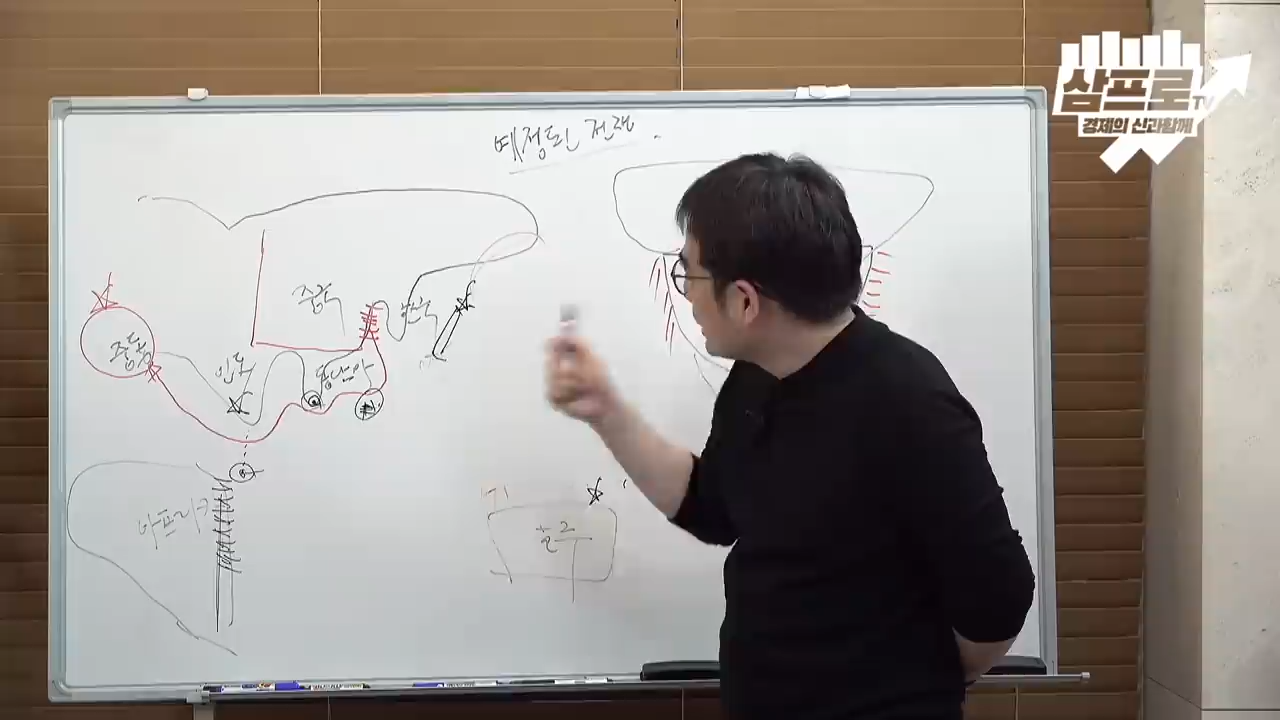 삼프로TV
경제의 신과함께
예정된 전쟁
중국
한국
중동
인도
동남아
아프리카
호주